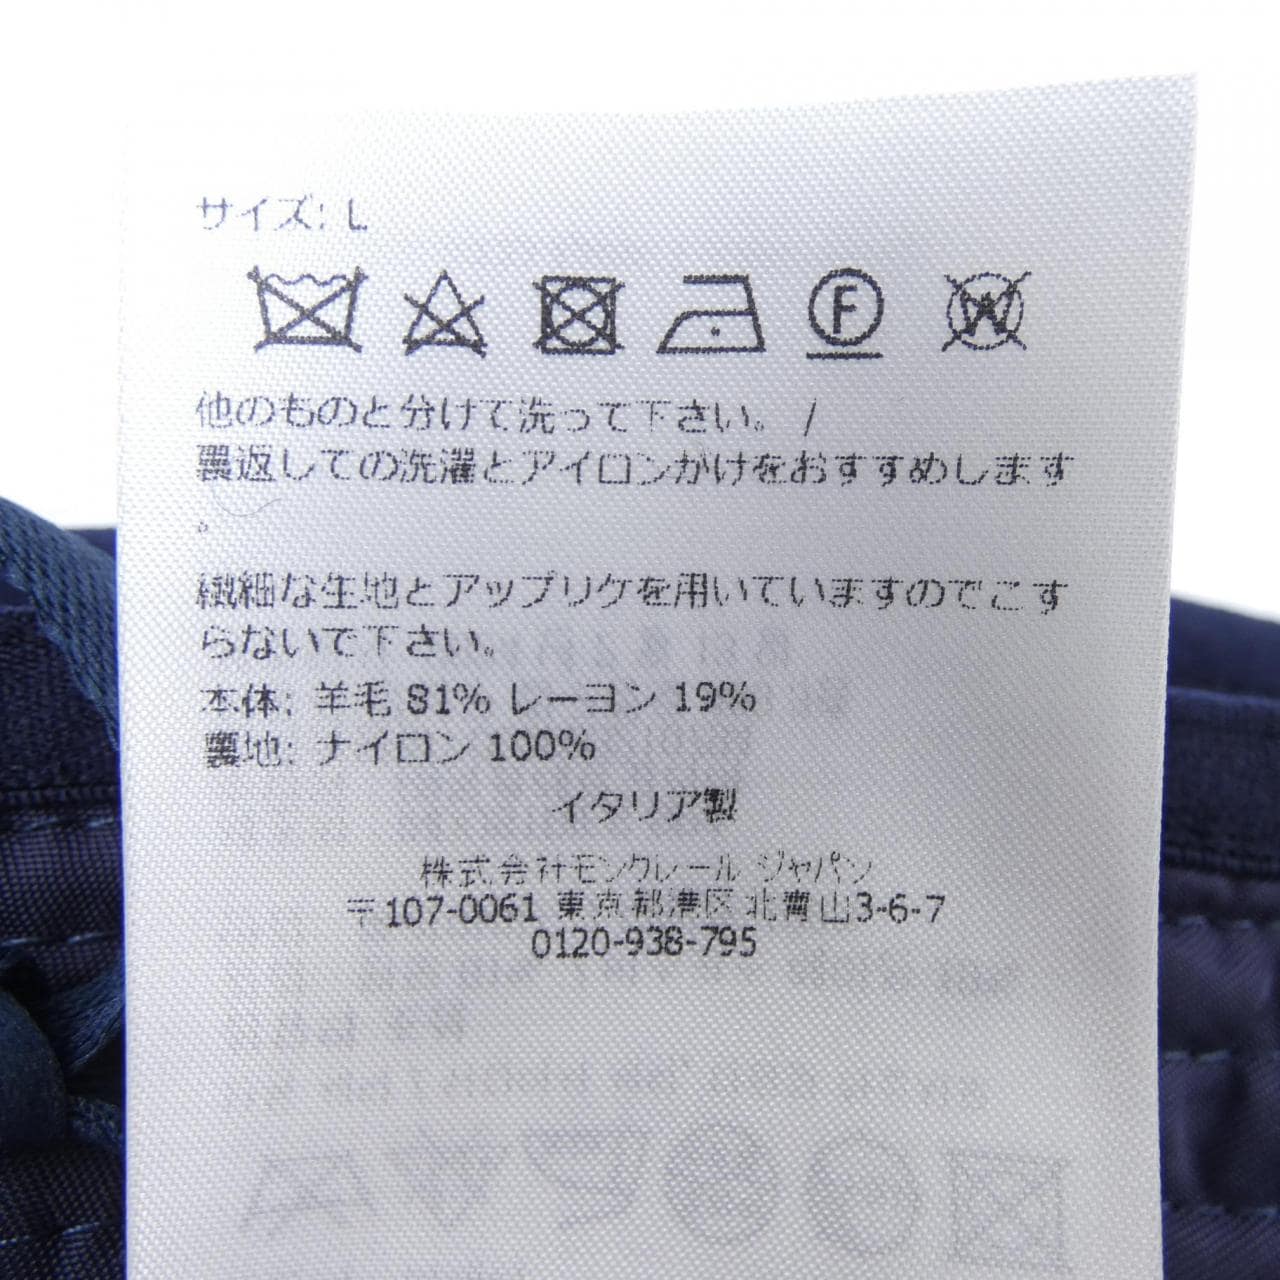 サイズ: L
F W
他のものと分けて洗って下さい。 /
裏返しての洗濯とアイロンがけをおすすめします
。
繊細な生地とアップリケを用いていますのでこす
らないで下さい。
本体: 羊毛 81% レーヨン 19%
裏地: ナイロン 100%
イタリア製
株式会社モンクレール ジャパン
〒107-0061 東京都港区 北青山3-6-7
0120-938-795